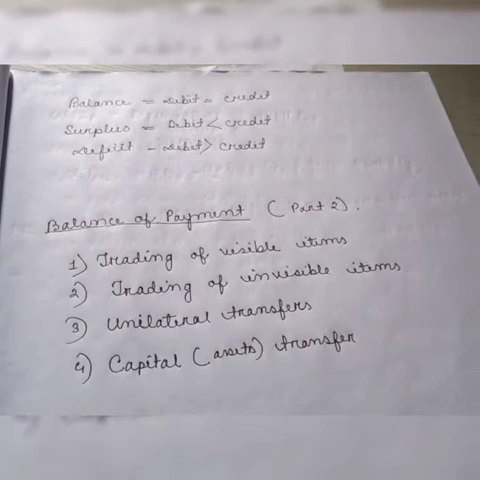 Balance = Debit = credit
Surplus = Debit < credit
Deficit - Debit > credit
Balance of Payment (Part 2).
1) Trading of visible items
2) Trading of invisible items
3) Unilateral transfers
4) Capital (assets) transfer